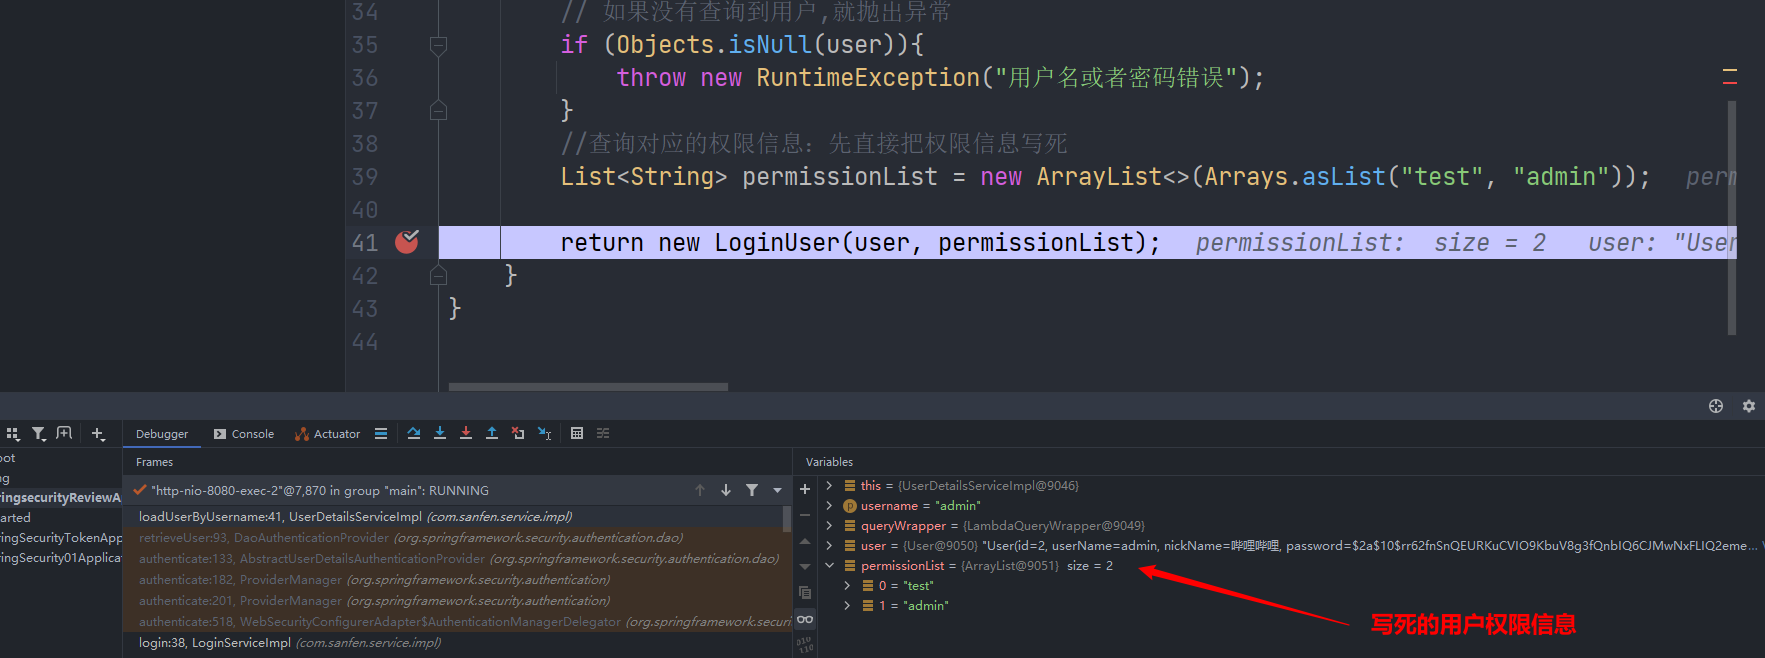 34 // 如果没有查询到用户,就抛出异常
35 if (Objects.isNull(user)){
36 throw new RuntimeException("用户名或者密码错误");
37 }
38 //查询对应的权限信息: 先直接把权限信息写死
39 List<String> permissionList = new ArrayList<>(Arrays.asList("test", "admin")); perm
40
41 return new LoginUser(user, permissionList); permissionList: size = 2 user: "User
42 }
43 }
44
Debugger Console Actuator
oot
Frames
Variables
ng
"http-nio-8080-exec-2"@7,870 in group "main": RUNNING
this = {UserDetailsServiceImpl@9046}
ringsecurityReviewA
username = "admin"
arted
loadUserByUsername:41, UserDetailsServiceImpl (com.sanfen.service.impl)
queryWrapper = {LambdaQueryWrapper@9049}
ringSecurityTokenApp
retrieveUser:93, DaoAuthenticationProvider (org.springframework.security.authentication.dao)
user = {User@9050} "User(id=2, userName=admin, nickName=哔哩哔哩, password=$2a$10$rr62fnSnQEURKuCVIO9KbuV8g3fQnbIQ6CJMwNxFLIQ2eme...
ringSecurity01Applicat
authenticate:133, AbstractUserDetailsAuthenticationProvider (org.springframework.security.authentication.dao)
permissionList = {ArrayList@9051} size = 2
authenticate:182, ProviderManager (org.springframework.security.authentication)
0 = "test"
authenticate:201, ProviderManager (org.springframework.security.authentication)
1 = "admin"
authenticate:518, WebSecurityConfigurerAdapter$AuthenticationManagerDelegator (org.springframework.securi
写死的用户权限信息
login:38, LoginServiceImpl (com.sanfen.service.impl)